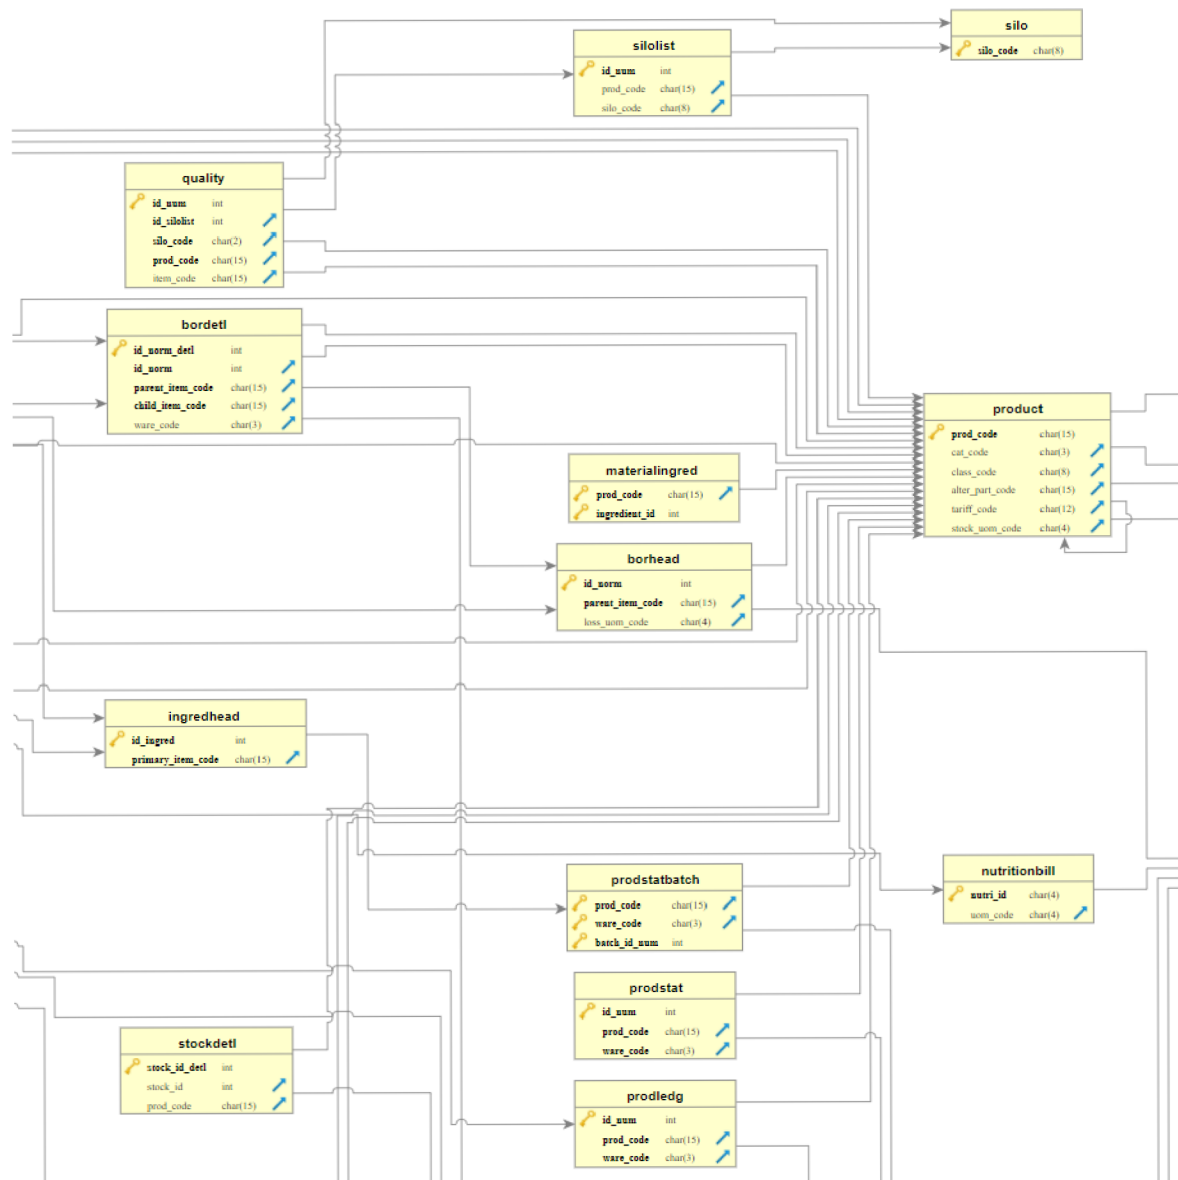 silo
silo_code char(8)
silolist
id_num int
prod_code char(15)
silo_code char(8)
quality
id_num int
id_silolist int
silo_code char(2)
prod_code char(15)
item_code char(15)
bordetl
id_norm_detl int
id_norm int
parent_item_code char(15)
child_item_code char(15)
ware_code char(3)
product
prod_code char(15)
cat_code char(3)
class_code char(8)
alter_part_code char(15)
tariff_code char(12)
stock_uom_code char(4)
materialingred
prod_code char(15)
ingredient_id int
borhead
id_norm int
parent_item_code char(15)
loss_uom_code char(4)
ingredhead
id_ingred int
primary_item_code char(15)
prodstatbatch
prod_code char(15)
ware_code char(3)
batch_id_num int
nutritionbill
nutri_id char(4)
uom_code char(4)
prodstat
id_num int
prod_code char(15)
ware_code char(3)
stockdetl
stock_id_detl int
stock_id int
prod_code char(15)
prodledg
id_num int
prod_code char(15)
ware_code char(3)